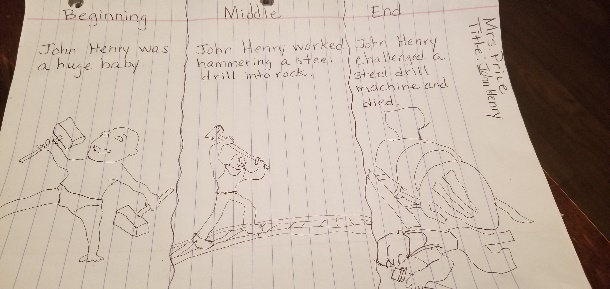 Beginning
John Henry was
a huge baby
Middle
John Henry worked
hammering a steel
drill into rock.
End
John Henry
challenged a
steel drill
machine and
died.
Mrs Price
Title: John Henry